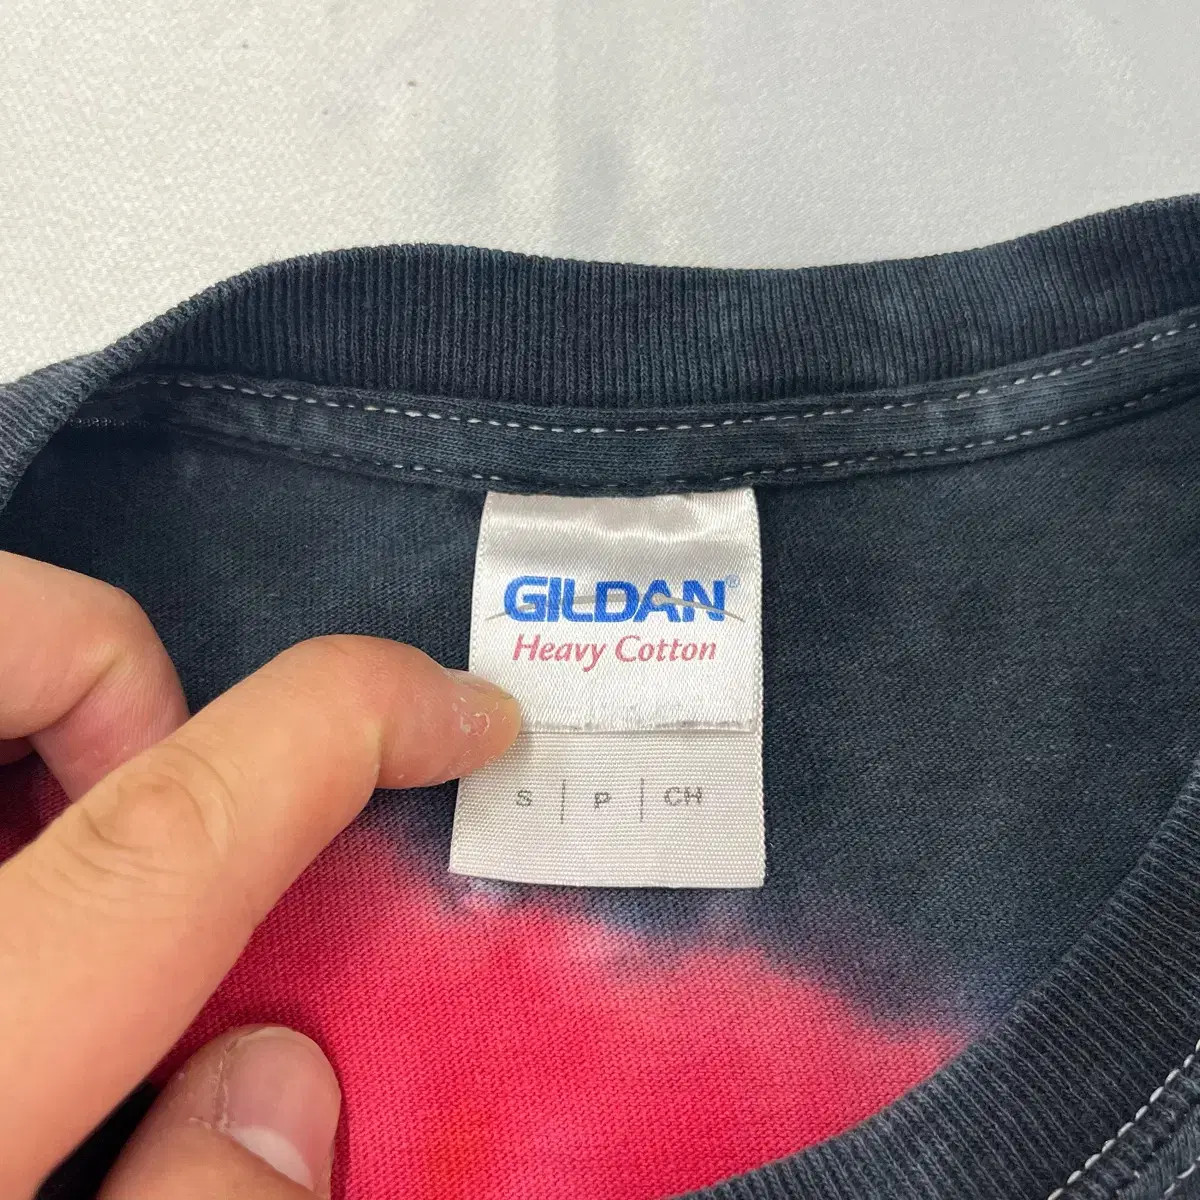 GILDAN®
Heavy Cotton
S | P | CH